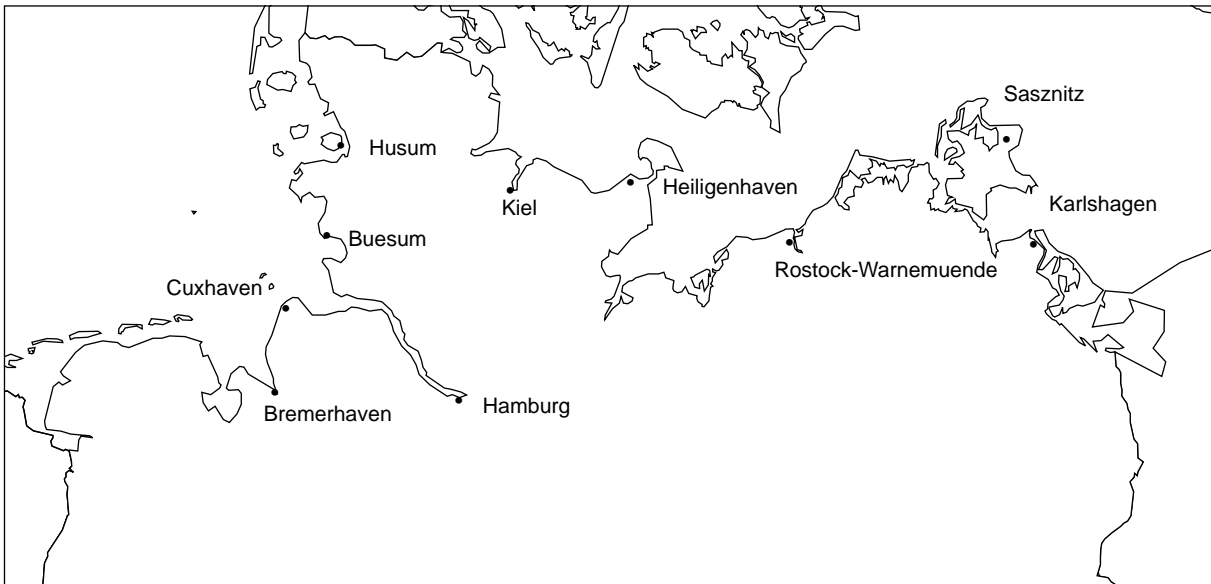 Sasznitz
Husum
Heiligenhaven
Kiel
Karlshagen
Buesum
Rostock-Warnemuende
Cuxhaven
Bremerhaven
Hamburg